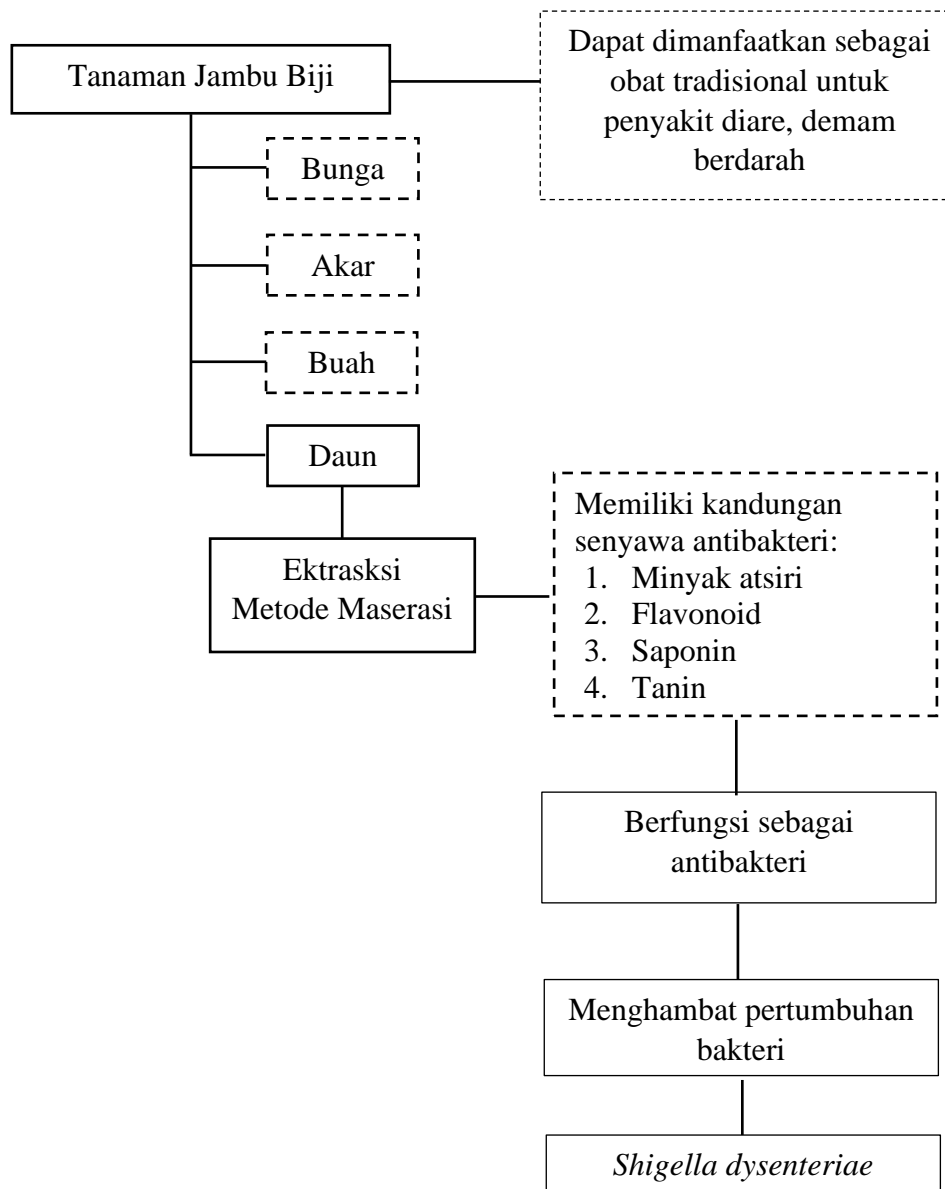 Tanaman Jambu Biji
Dapat dimanfaatkan sebagai
obat tradisional untuk
penyakit diare, demam
berdarah
Bunga
Akar
Buah
Daun
Ektrasksi
Metode Maserasi
Memiliki kandungan
senyawa antibakteri:
1. Minyak atsiri
2. Flavonoid
3. Saponin
4. Tanin
Berfungsi sebagai
antibakteri
Menghambat pertumbuhan
bakteri
Shigella dysenteriae